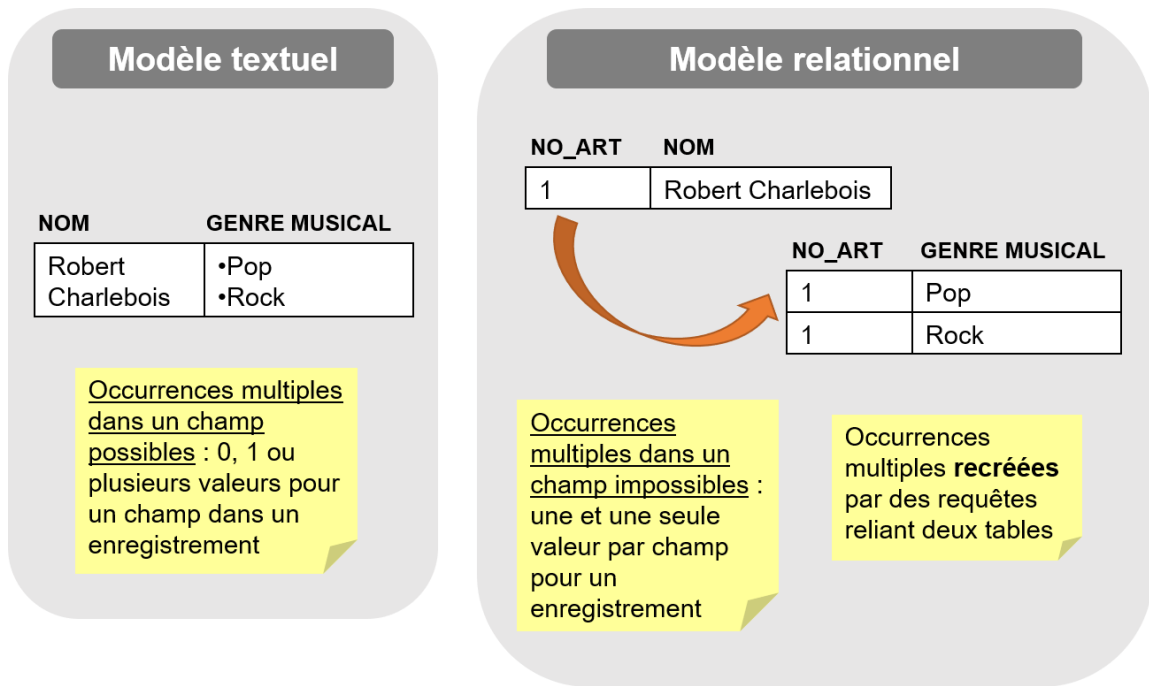 Modèle textuel
NOM GENRE MUSICAL
Robert
Charlebois
•Pop
•Rock
Occurrences multiples
dans un champ
possibles : 0, 1 ou
plusieurs valeurs pour
un champ dans un
enregistrement
Modèle relationnel
NO_ART NOM
1 Robert Charlebois
NO_ART GENRE MUSICAL
1 Pop
1 Rock
Occurrences
multiples dans un
champ impossibles :
une et une seule
valeur par champ
pour un
enregistrement
Occurrences
multiples recréées
par des requêtes
reliant deux tables